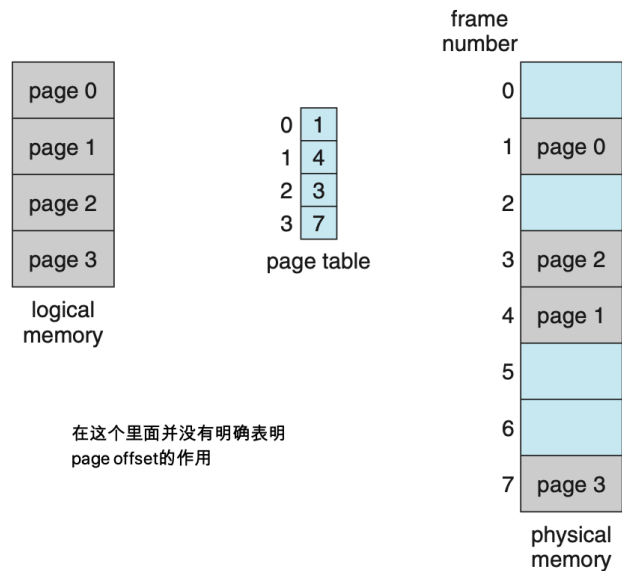 page 0
page 1
page 2
page 3
logical
memory
0 1
1 4
2 3
3 7
page table
frame
number
0
1 page 0
2
3 page 2
4 page 1
5
6
7 page 3
physical
memory
在这个里面并没有明确表明
page offset的作用